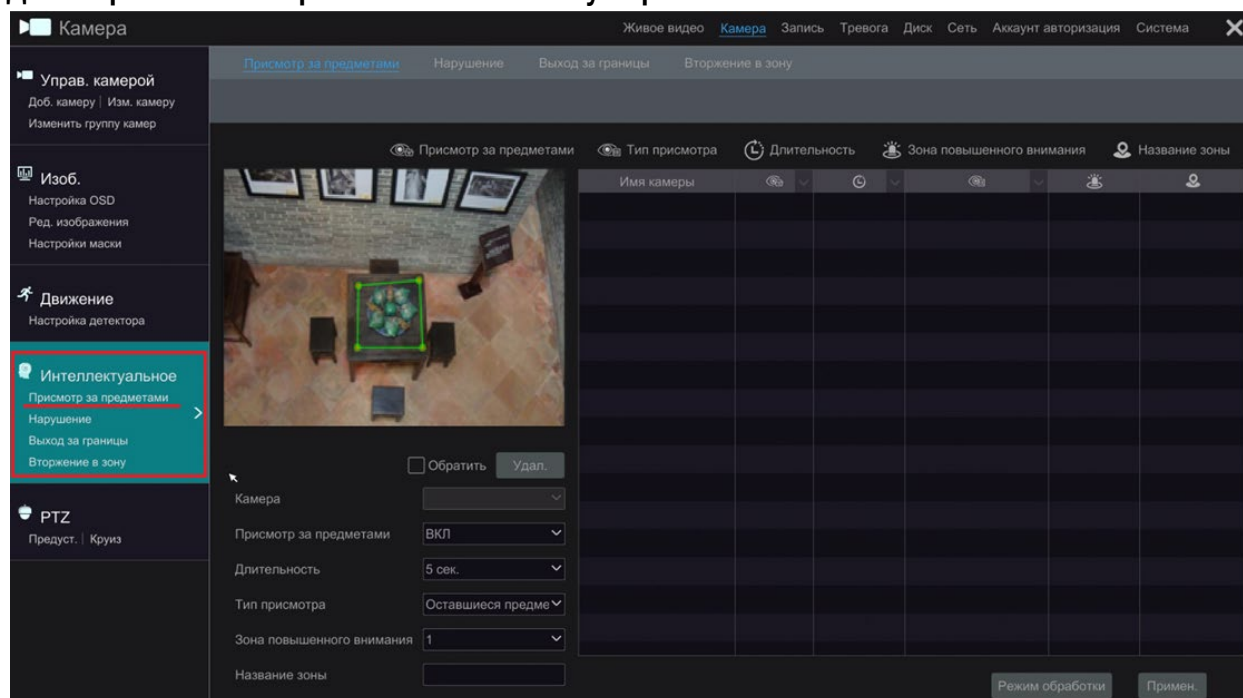 Камера
Живое видео Камера Запись Тревога Диск Сеть Аккаунт авторизация Система
Управ. камерой
Доб. камеру | Изм. камеру
Изменить группу камер
Изоб.
Настройка OSD
Ред. изображения
Настройки маски
Движение
Настройка детектора
Интеллектуальное
Присмотр за предметами
Нарушение
Выход за границы
Вторжение в зону
PTZ
Предуст. | Круиз
Присмотр за предметами Нарушение Выход за границы Вторжение в зону
Присмотр за предметами Тип присмотра Длительность Зона повышенного внимания Название зоны
Имя камеры
Обратить Удал.
Камера
Присмотр за предметами ВКЛ
Длительность 5 сек.
Тип присмотра Оставшиеся предме
Зона повышенного внимания 1
Название зоны
Режим обработки Примен.